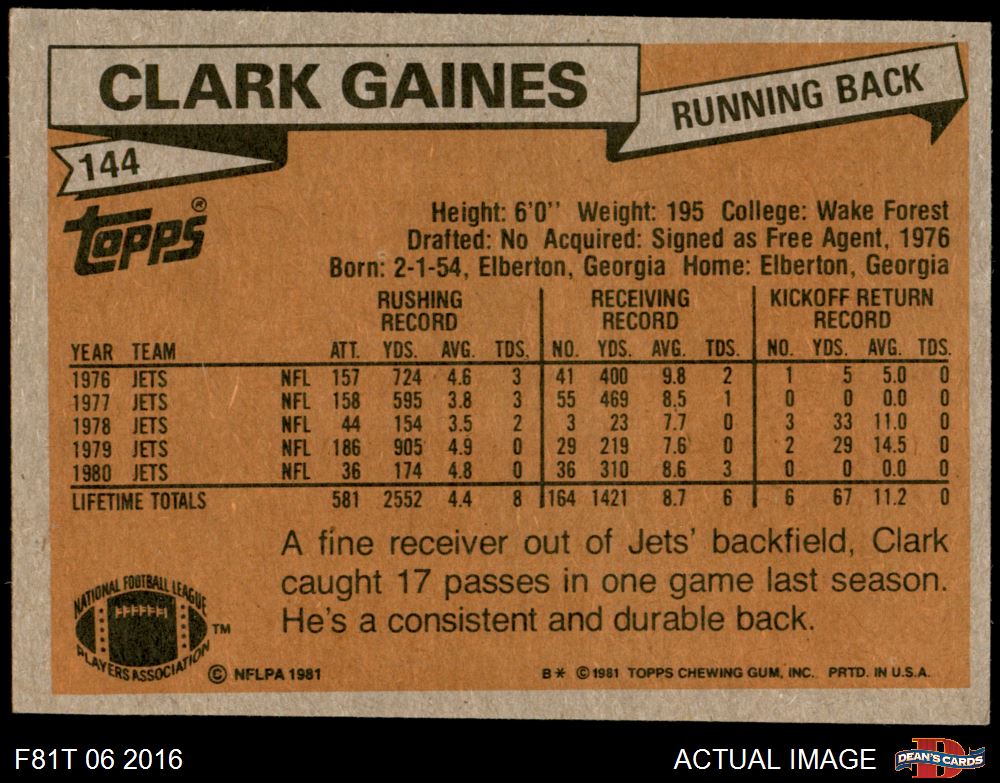 CLARK GAINES
RUNNING BACK
144
Topps®
Height: 6'0'' Weight: 195 College: Wake Forest
Drafted: No Acquired: Signed as Free Agent, 1976
Born: 2-1-54, Elberton, Georgia Home: Elberton, Georgia
RUSHING RECORD RECEIVING RECORD KICKOFF RETURN RECORD
YEAR TEAM ATT. YDS. AVG. TDS. NO. YDS. AVG. TDS. NO. YDS. AVG. TDS.
1976 JETS NFL 157 724 4.6 3 41 400 9.8 2 1 5 5.0 0
1977 JETS NFL 158 595 3.8 3 55 469 8.5 1 0 0 0.0 0
1978 JETS NFL 44 154 3.5 2 3 23 7.7 0 3 33 11.0 0
1979 JETS NFL 186 905 4.9 0 29 219 7.6 0 2 29 14.5 0
1980 JETS NFL 36 174 4.8 0 36 310 8.6 3 0 0 0.0 0
LIFETIME TOTALS 581 2552 4.4 8 164 1421 8.7 6 6 67 11.2 0
A fine receiver out of Jets' backfield, Clark
caught 17 passes in one game last season.
He's a consistent and durable back.
NATIONAL FOOTBALL LEAGUE
PLAYERS ASSOCIATION
TM
© NFLPA 1981
B* ©1981 TOPPS CHEWING GUM, INC. PRTD. IN U.S.A.
F81T 06 2016
ACTUAL IMAGE
DEAN'S CARDS